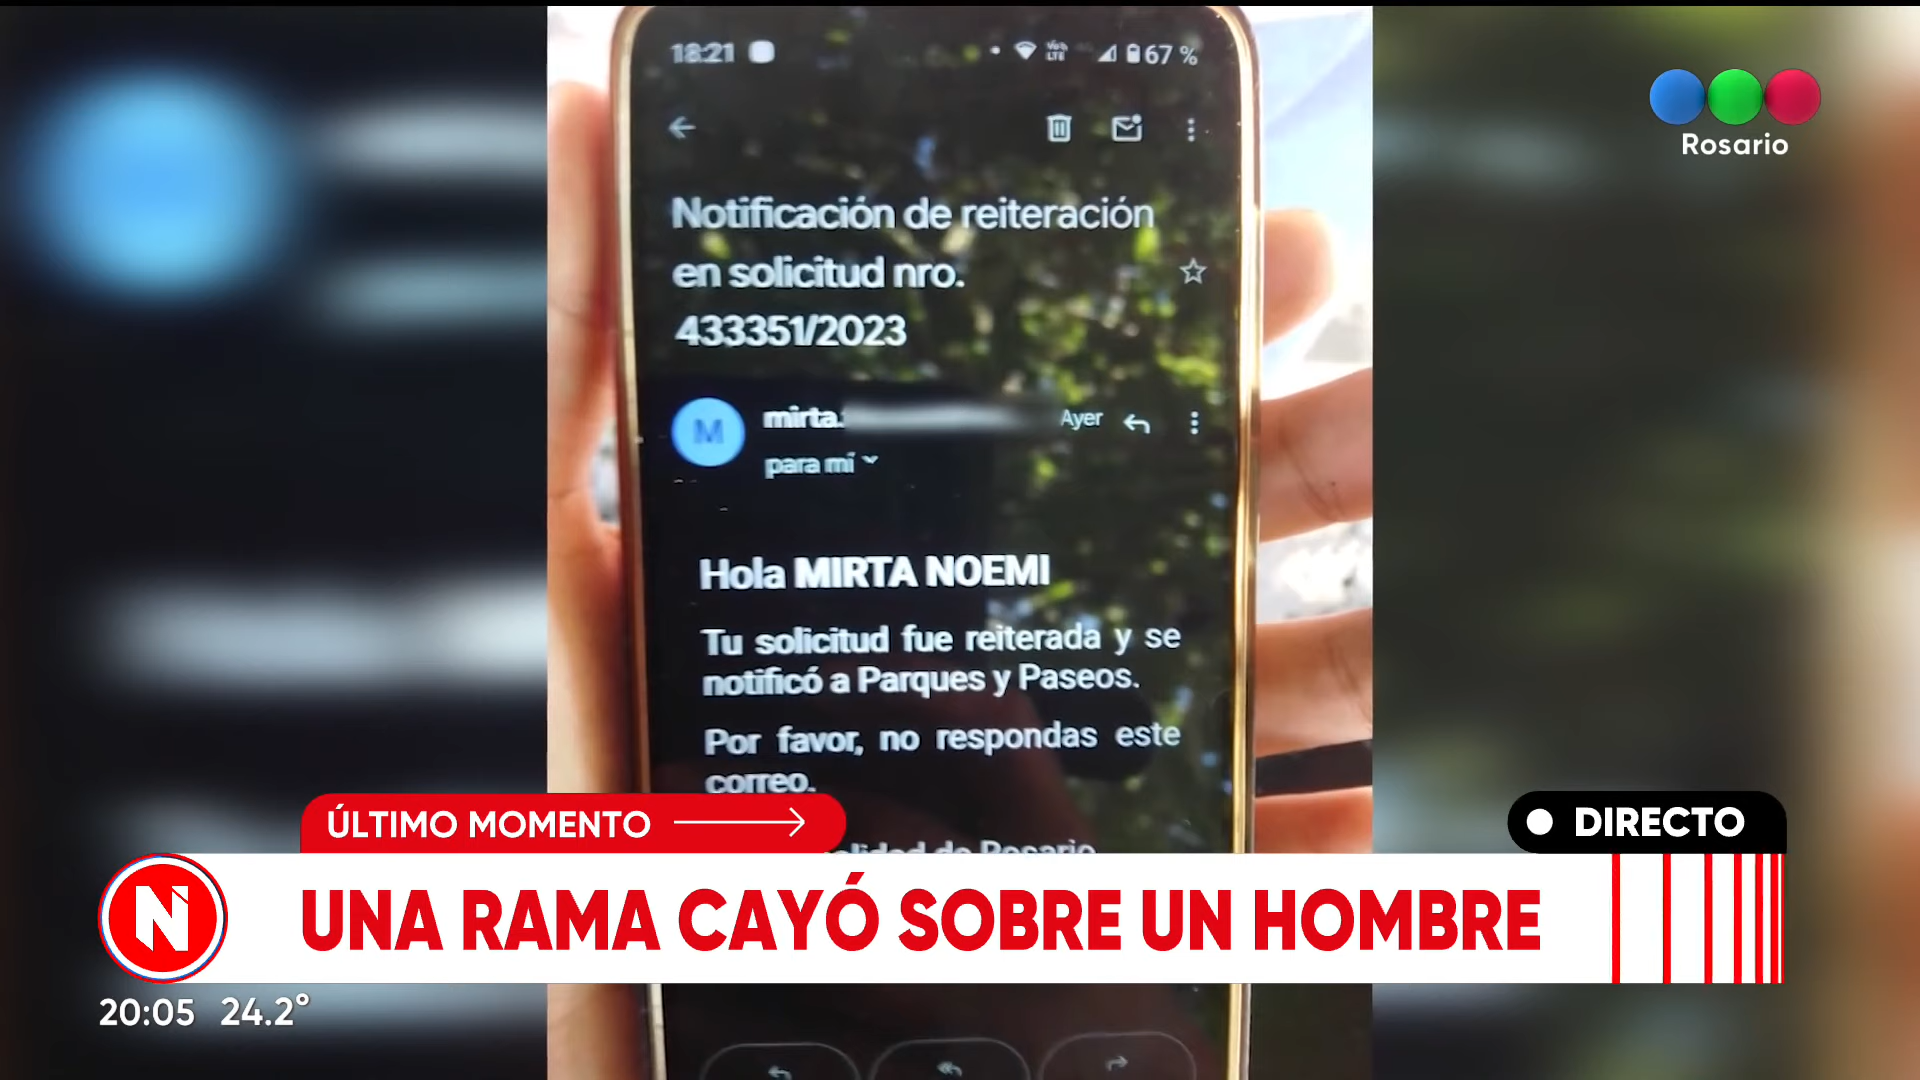 18:21
67 %
Rosario
Notificación de reiteración
en solicitud nro.
433351/2023
M
mirta.
Ayer
para mí
Hola MIRTA NOEMI
Tu solicitud fue reiterada y se
notificó a Parques y Paseos.
Por favor, no respondas este
correo.
de Rosario
ÚLTIMO MOMENTO
DIRECTO
N
UNA RAMA CAYÓ SOBRE UN HOMBRE
20:05 24.2°